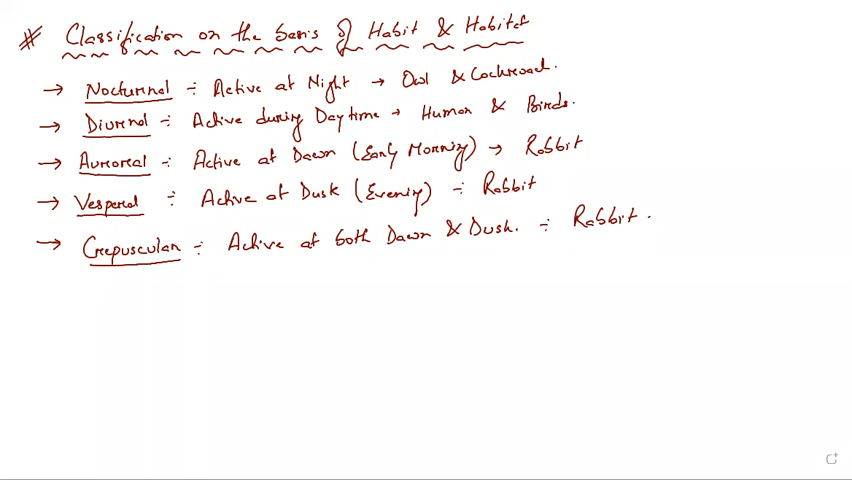 # Classification on the basis of Habit & Habitat
→ Nocturnal ÷ Active at Night → Owl & Cockroach.
→ Diurnal ÷ Active during Daytime → Human & Birds.
→ Auroral ÷ Active at Dawn (Early Morning) → Rabbit
→ Vesperal ÷ Active at Dusk (Evening) ÷ Rabbit
→ Crepuscular ÷ Active at both Dawn & Dusk. ÷ Rabbit.